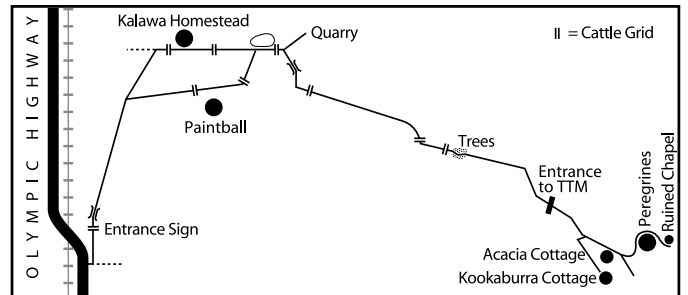 OLYMPIC HIGHWAY
Kalawa Homestead
Quarry
= Cattle Grid
Paintball
Trees
Entrance
to TTM
Peregrines
Ruined Chapel
Entrance Sign
Acacia Cottage
Kookaburra Cottage